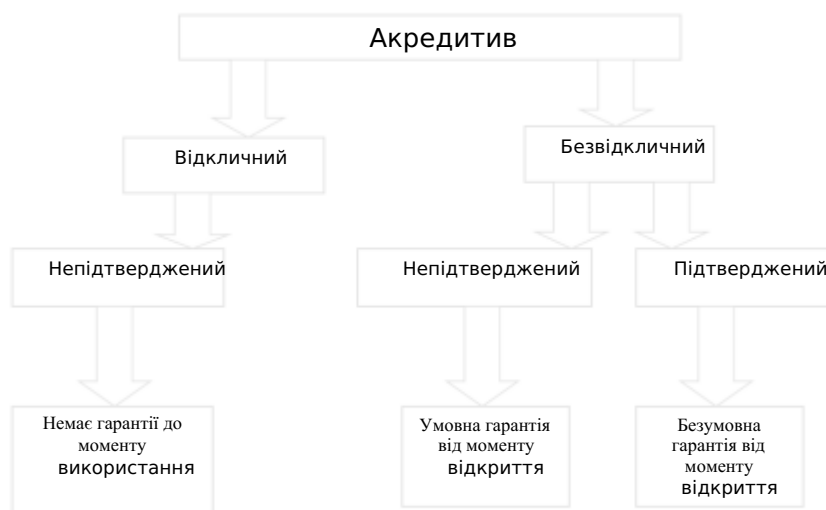 Акредитив
Відкличний
Безвідкличний
Непідтверджений
Непідтверджений
Підтверджений
Немає гарантії до
моменту
використання
Умовна гарантія
від моменту
відкриття
Безумовна
гарантія від
моменту
відкриття